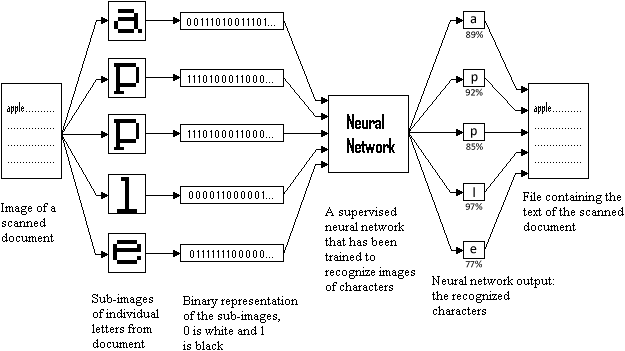 a
00111010011101...
a
89%
p
1110100011000...
p
92%
apple..........
Neural
Network
apple..........
p
1110100011000...
p
85%
l
000011000001...
l
97%
e
0111111100000...
e
77%
Image of a
scanned
document
Sub-images
of individual
letters from
document
Binary representation
of the sub-images,
0 is white and 1
is black
A supervised
neural network
that has been
trained to
recognize images
of characters
Neural network output:
the recognized
characters
File containing the
text of the scanned
document